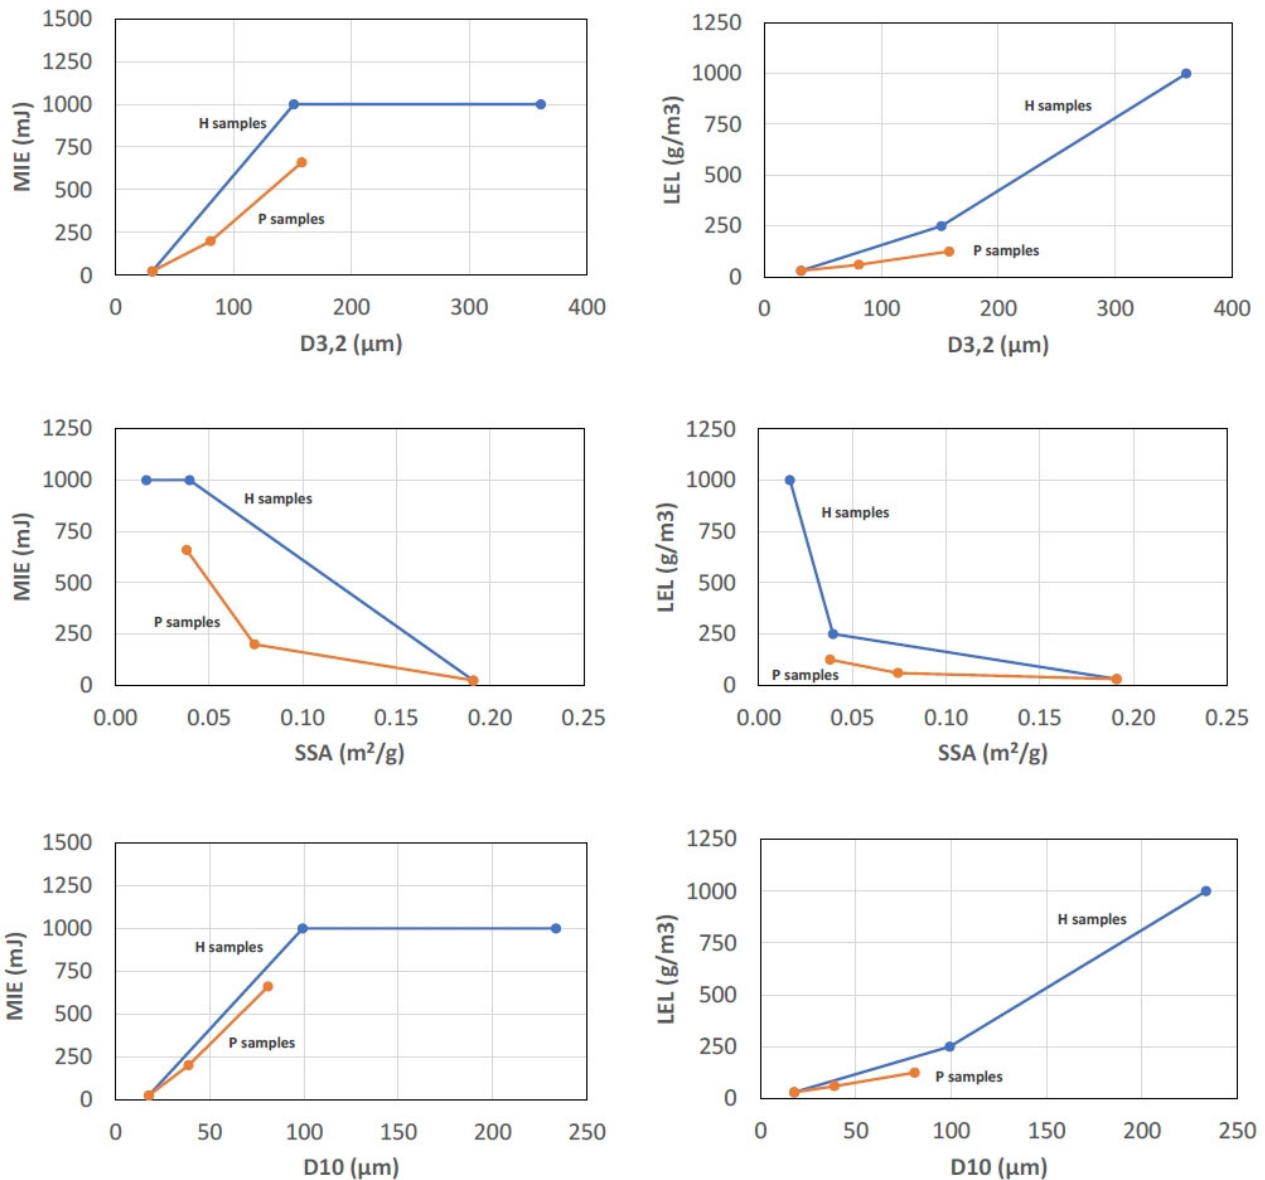 1500
1250
1000
750
500
250
0
MIE (mJ)
H samples
P samples
0 100 200 300 400
D3,2 (µm)
1250
1000
750
500
250
0
LEL (g/m3)
H samples
P samples
0 100 200 300 400
D3,2 (µm)
1250
1000
750
500
250
0
MIE (mJ)
H samples
P samples
0.00 0.05 0.10 0.15 0.20 0.25
SSA (m²/g)
1250
1000
750
500
250
0
LEL (g/m3)
H samples
P samples
0.00 0.05 0.10 0.15 0.20 0.25
SSA (m²/g)
1500
1250
1000
750
500
250
0
MIE (mJ)
H samples
P samples
0 50 100 150 200 250
D10 (µm)
1250
1000
750
500
250
0
LEL (g/m3)
H samples
P samples
0 50 100 150 200 250
D10 (µm)